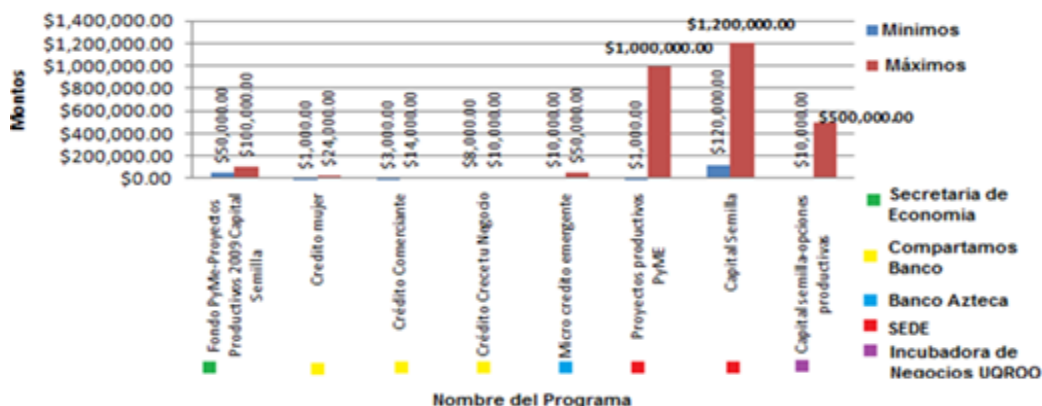 $1,400,000.00
$1,200,000.00
$1,000,000.00
$800,000.00
$600,000.00
$400,000.00
$200,000.00
$0.00
Montos
$50,000.00
$100,000.00
$1,000.00
$24,000.00
$3,000.00
$14,000.00
$8,000.00
$10,000.00
$10,000.00
$50,000.00
$1,000.00
$1,000,000.00
$120,000.00
$1,200,000.00
$10,000.00
$500,000.00
Minimos
Máximos
Fondo PyMe-Proyectos
Productivos 2009 Capital
Semilla
Credito mujer
Crédito Comerciante
Crédito Crece tu Negocio
Micro credito emergente
Proyectos productivos
PyME
Capital Semilla
Capital semilla-opciones
productivas
Secretaria de
Economia
Compartamos
Banco
Banco Azteca
SEDE
Incubadora de
Negocios UQROO
Nombre del Programa